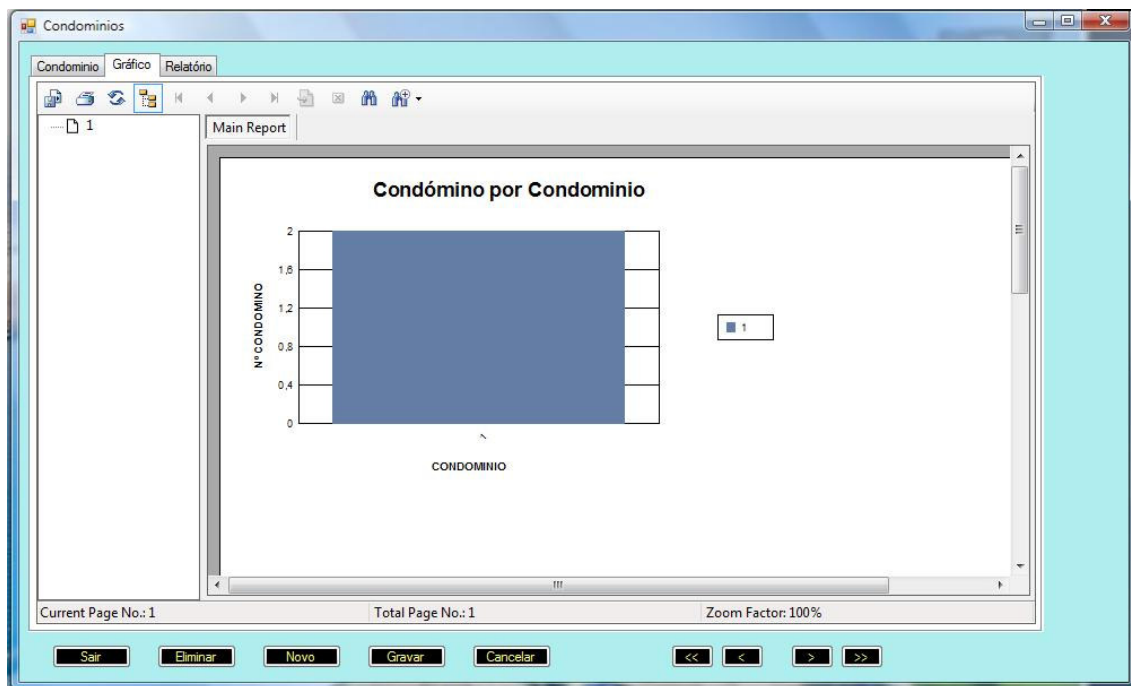 Condominios
Condominio Gráfico Relatório
1
Main Report
Condómino por Condominio
2
1,6
1,2
0,8
0,4
0
Nº CONDOMINO
1
1
CONDOMINIO
Current Page No.: 1 Total Page No.: 1 Zoom Factor: 100%
Sair Eliminar Novo Gravar Cancelar << < > >>